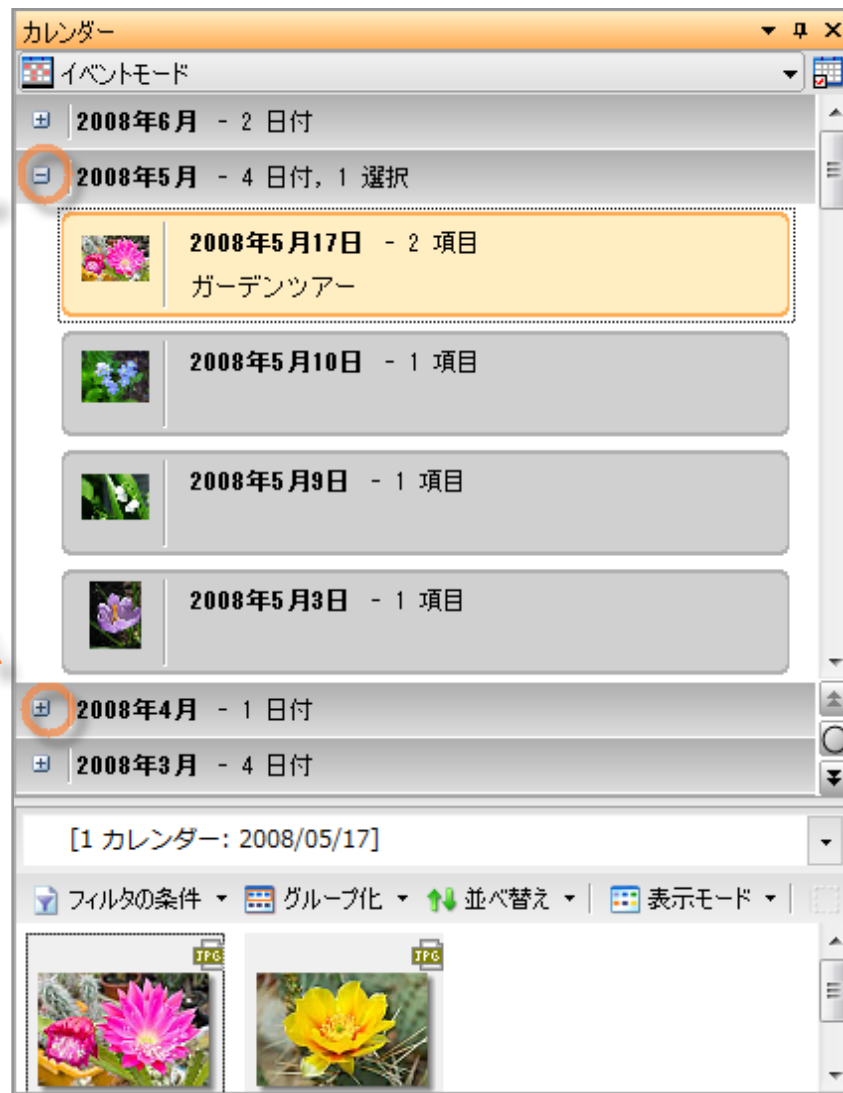 カレンダー
イベントモード
2008年6月 - 2 日付
2008年5月 - 4 日付, 1 選択
2008年5月17日 - 2 項目
ガーデンツアー
2008年5月10日 - 1 項目
2008年5月9日 - 1 項目
2008年5月3日 - 1 項目
2008年4月 - 1 日付
2008年3月 - 4 日付
[1 カレンダー: 2008/05/17]
フィルタの条件 グループ化 並べ替え 表示モード
JPG JPG